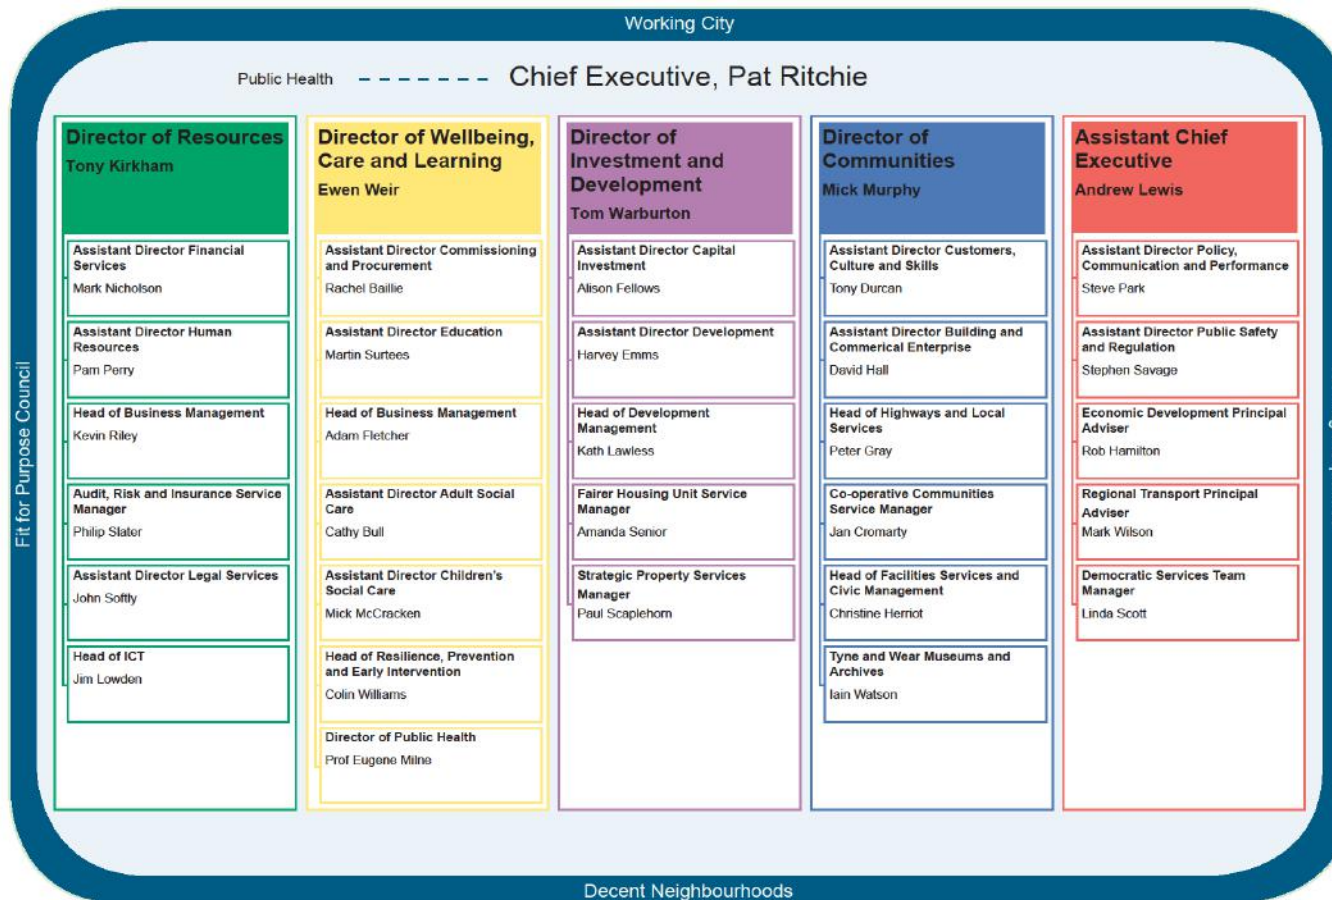 Working City
Public Health
Chief Executive, Pat Ritchie
Fit for Purpose Council
Director of Resources
Tony Kirkham
Assistant Director Financial
Services
Mark Nicholson
Assistant Director Human
Resources
Pam Perry
Head of Business Management
Kevin Riley
Audit, Risk and Insurance Service
Manager
Philip Slater
Assistant Director Legal Services
John Softly
Head of ICT
Jim Lowden
Director of Wellbeing,
Care and Learning
Ewen Weir
Assistant Director Commissioning
and Procurement
Rachel Baillie
Assistant Director Education
Martin Surtees
Head of Business Management
Adam Fletcher
Assistant Director Adult Social
Care
Cathy Bull
Assistant Director Children's
Social Care
Mick McCracken
Head of Resilience, Prevention
and Early Intervention
Colin Williams
Director of Public Health
Prof Eugene Milne
Director of
Investment and
Development
Tom Warburton
Assistant Director Capital
Investment
Alison Fellows
Assistant Director Development
Harvey Emms
Head of Development
Management
Kath Lawless
Fairer Housing Unit Service
Manager
Amanda Senior
Strategic Property Services
Manager
Paul Scaplehorn
Director of
Communities
Mick Murphy
Assistant Director Customers,
Culture and Skills
Tony Durcan
Assistant Director Building and
Commerical Enterprise
David Hall
Head of Highways and Local
Services
Peter Gray
Co-operative Communities
Service Manager
Jan Cromarty
Head of Facilities Services and
Civic Management
Christine Herriot
Tyne and Wear Museums and
Archives
Iain Watson
Assistant Chief
Executive
Andrew Lewis
Assistant Director Policy,
Communication and Performance
Steve Park
Assistant Director Public Safety
and Regulation
Stephen Savage
Economic Development Principal
Adviser
Rob Hamilton
Regional Transport Principal
Adviser
Mark Wilson
Democratic Services Team
Manager
Linda Scott
Decent Neighbourhoods